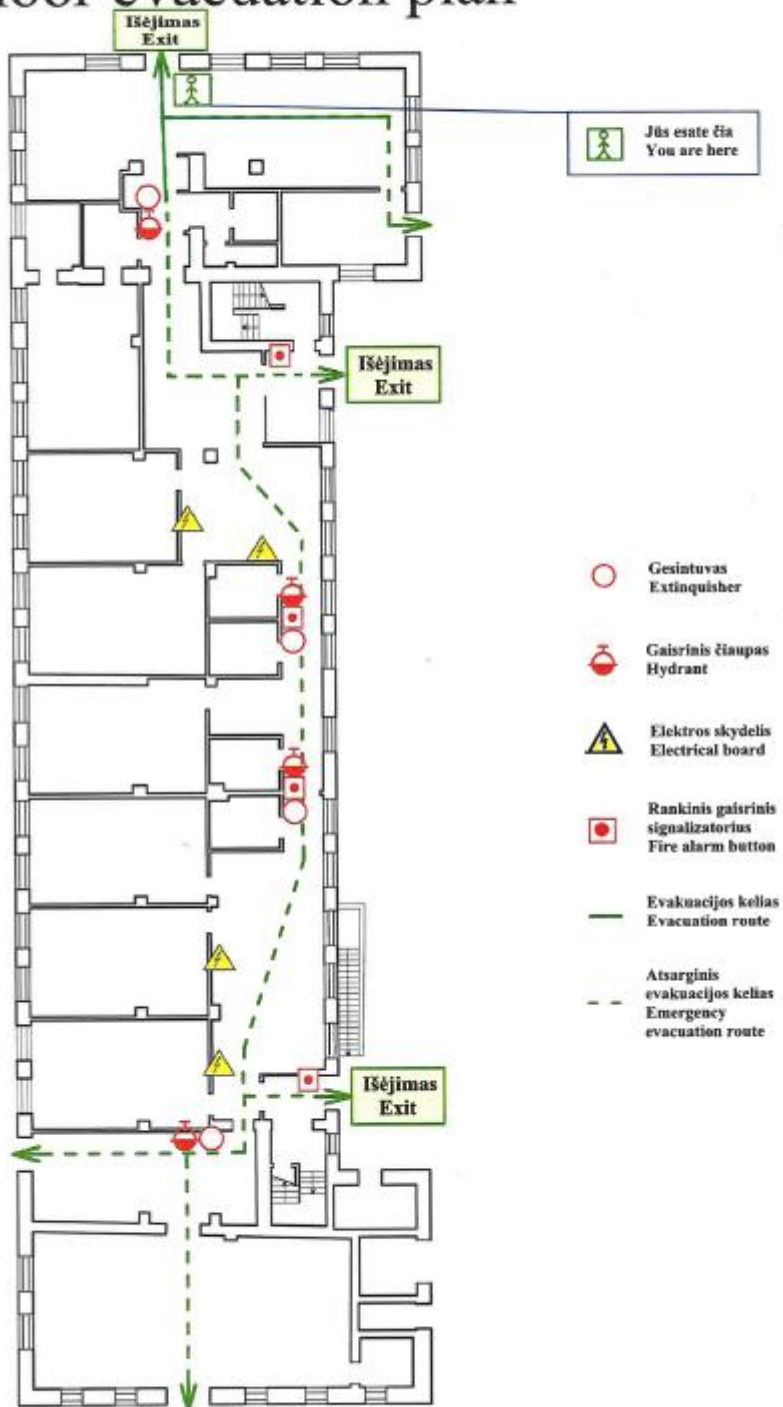 floor evacuation plan
Išėjimas
Exit
Jūs esate čia
You are here
Išėjimas
Exit
Gesintuvas
Extinquisher
Gaisrinis čiaupas
Hydrant
Elektros skydelis
Electrical board
Rankinis gaisrinis
signalizatorius
Fire alarm button
Evakuacijos kelias
Evacuation route
Atsarginis
evakuacijos kelias
Emergency
evacuation route
Išėjimas
Exit